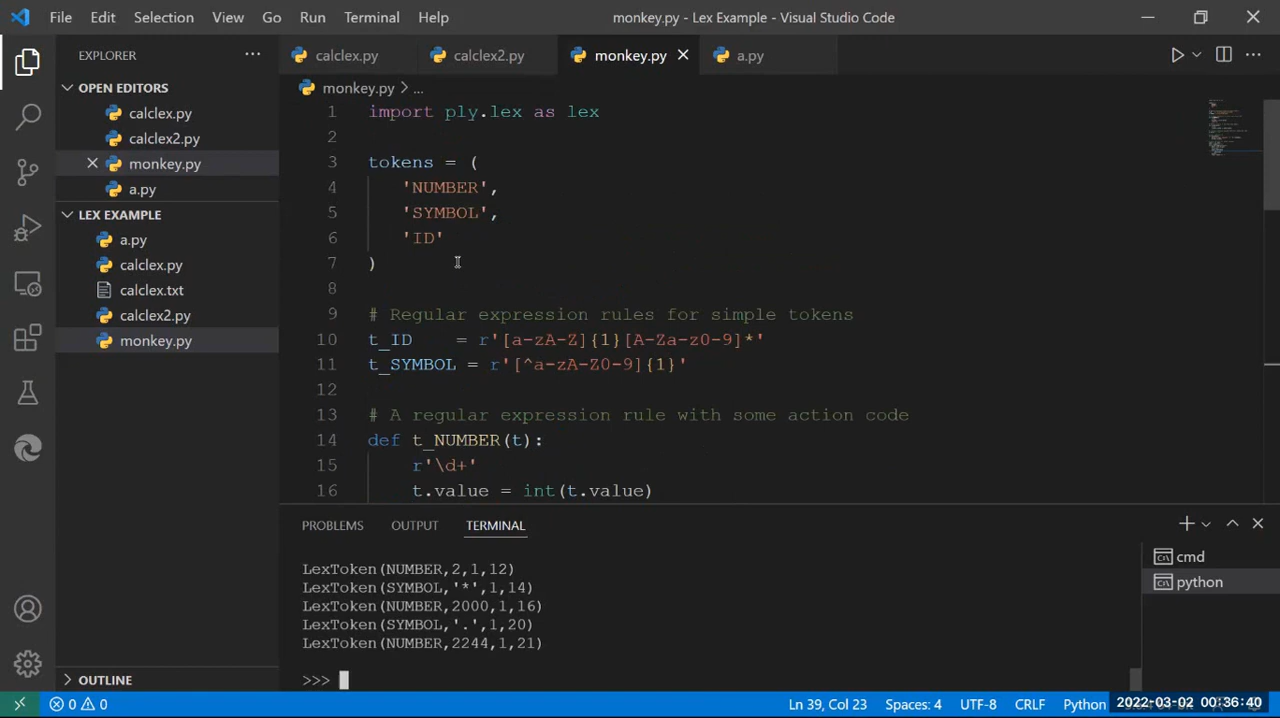 File Edit Selection View Go Run Terminal Help monkey.py - Lex Example - Visual Studio Code
EXPLORER
OPEN EDITORS
calclex.py
calclex2.py
monkey.py
a.py
LEX EXAMPLE
a.py
calclex.py
calclex.txt
calclex2.py
monkey.py
OUTLINE
calclex.py calclex2.py monkey.py a.py
monkey.py > ...
1 import ply.lex as lex
2
3 tokens = (
4 'NUMBER',
5 'SYMBOL',
6 'ID'
7 )
8
9 # Regular expression rules for simple tokens
10 t_ID = r'[a-zA-Z]{1}[A-Za-z0-9]*'
11 t_SYMBOL = r'[^a-zA-Z0-9]{1}'
12
13 # A regular expression rule with some action code
14 def t_NUMBER(t):
15 r'\d+'
16 t.value = int(t.value)
PROBLEMS OUTPUT TERMINAL
LexToken(NUMBER,2,1,12)
LexToken(SYMBOL,'*',1,14)
LexToken(NUMBER,2000,1,16)
LexToken(SYMBOL,'.',1,20)
LexToken(NUMBER,2244,1,21)
>>>
cmd
python
0 0 Ln 39, Col 23 Spaces: 4 UTF-8 CRLF Python 2022-03-02 00:36:40